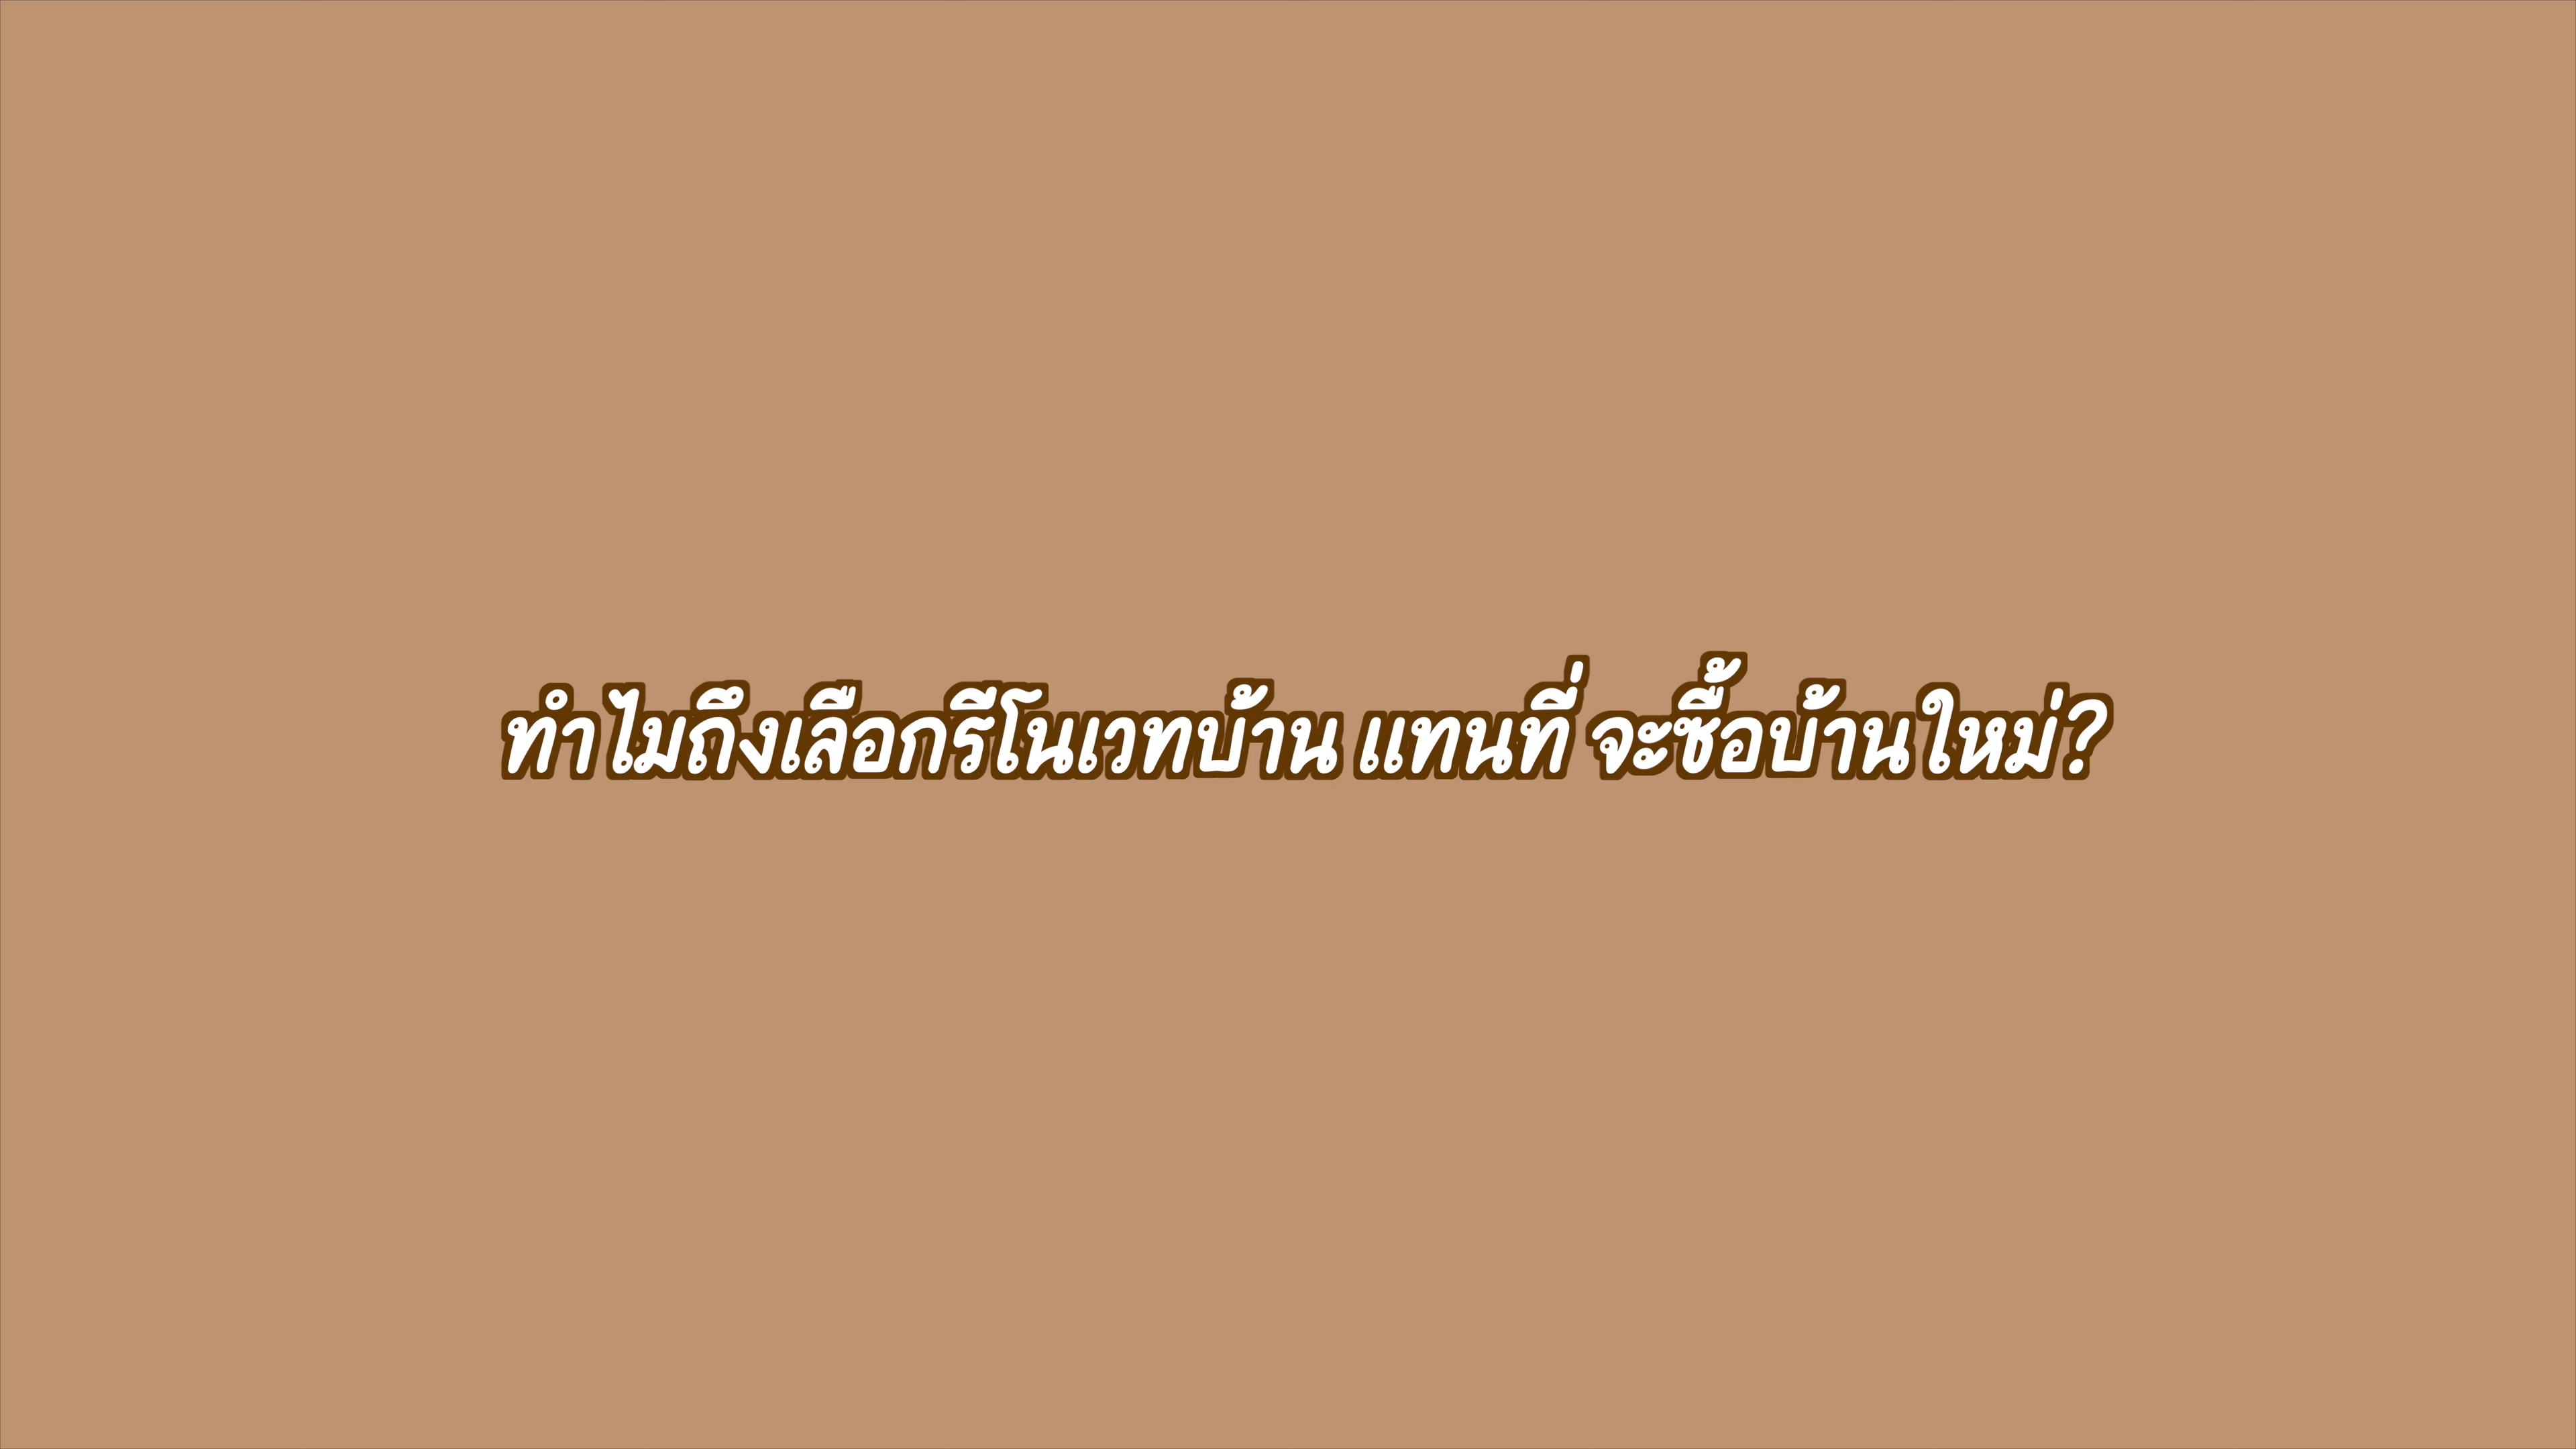 ทำไมถึงเลือกรีโนเวทบ้าน แทนที่ จะซื้อบ้านใหม่?